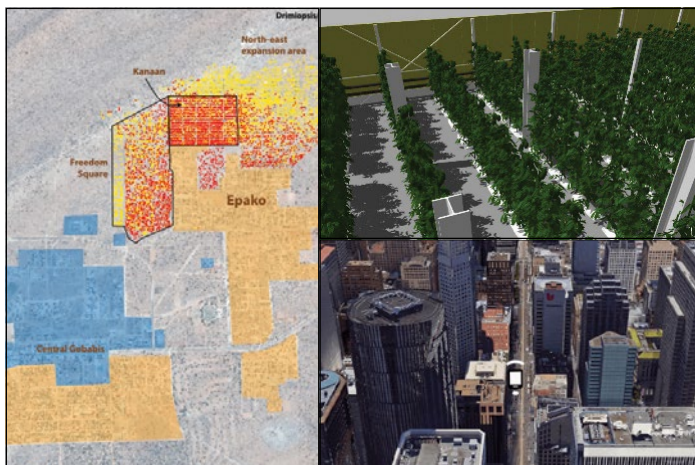 Drimiopsis
North-east
expansion area
Kanaan
Freedom
Square
Epako
Central Gobabis